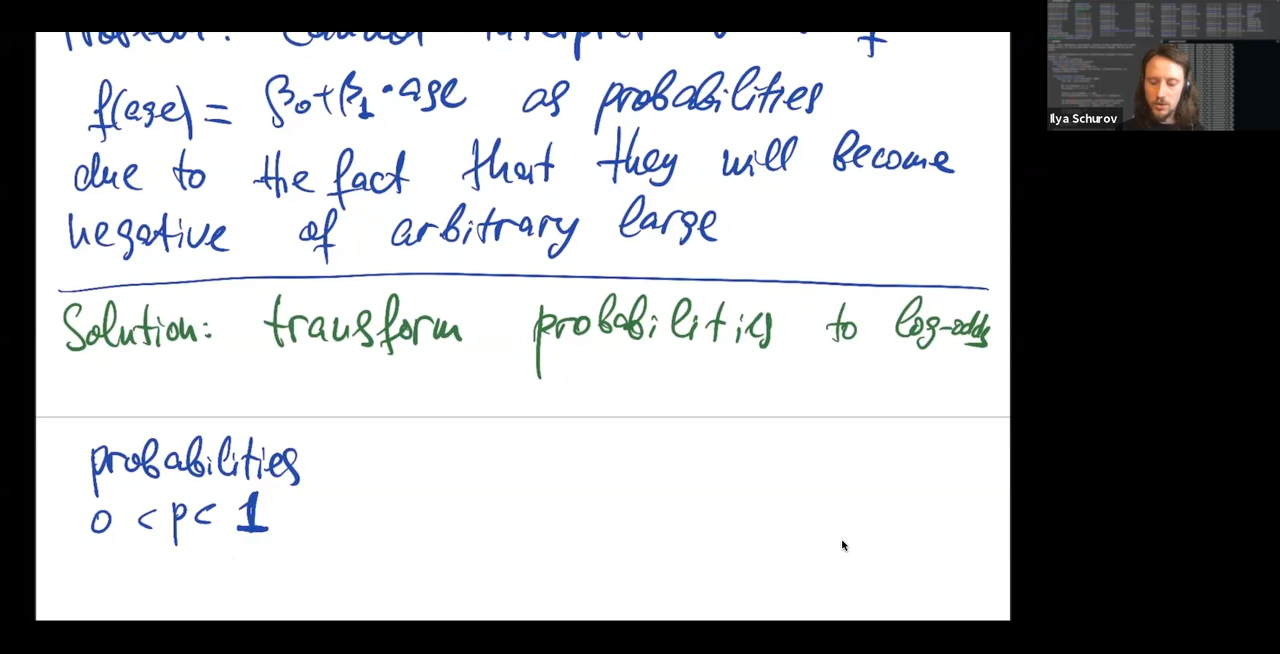 f(age) = β₀+β₁·age as probabilities
due to the fact that they will become
negative of arbitrary large
Solution: transform probabilities to log-odds
probabilities
0 < p < 1
Ilya Schurov